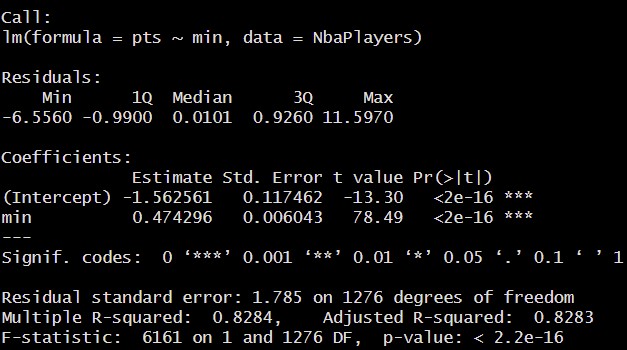 Call:
lm(formula = pts ~ min, data = NbaPlayers)
Residuals:
    Min      1Q  Median      3Q     Max
-6.5560 -0.9900  0.0101  0.9260 11.5970
Coefficients:
             Estimate Std. Error t value Pr(>|t|)
(Intercept) -1.562561   0.117462  -13.30   <2e-16 ***
min          0.474296   0.006043   78.49   <2e-16 ***
---
Signif. codes:  0 ‘***’ 0.001 ‘**’ 0.01 ‘*’ 0.05 ‘.’ 0.1 ‘ ’ 1
Residual standard error: 1.785 on 1276 degrees of freedom
Multiple R-squared:  0.8284,    Adjusted R-squared:  0.8283
F-statistic:  6161 on 1 and 1276 DF,  p-value: < 2.2e-16